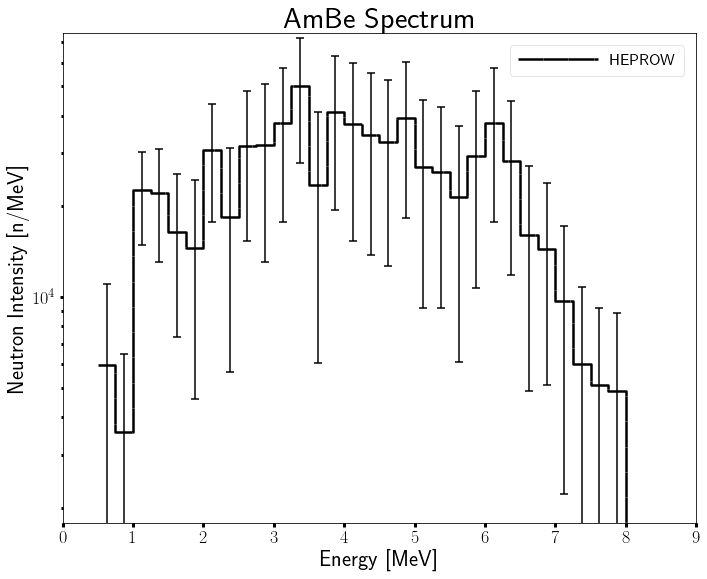 AmBe Spectrum
HEPROW
Neutron Intensity [n/MeV]
10^4
0 1 2 3 4 5 6 7 8 9
Energy [MeV]